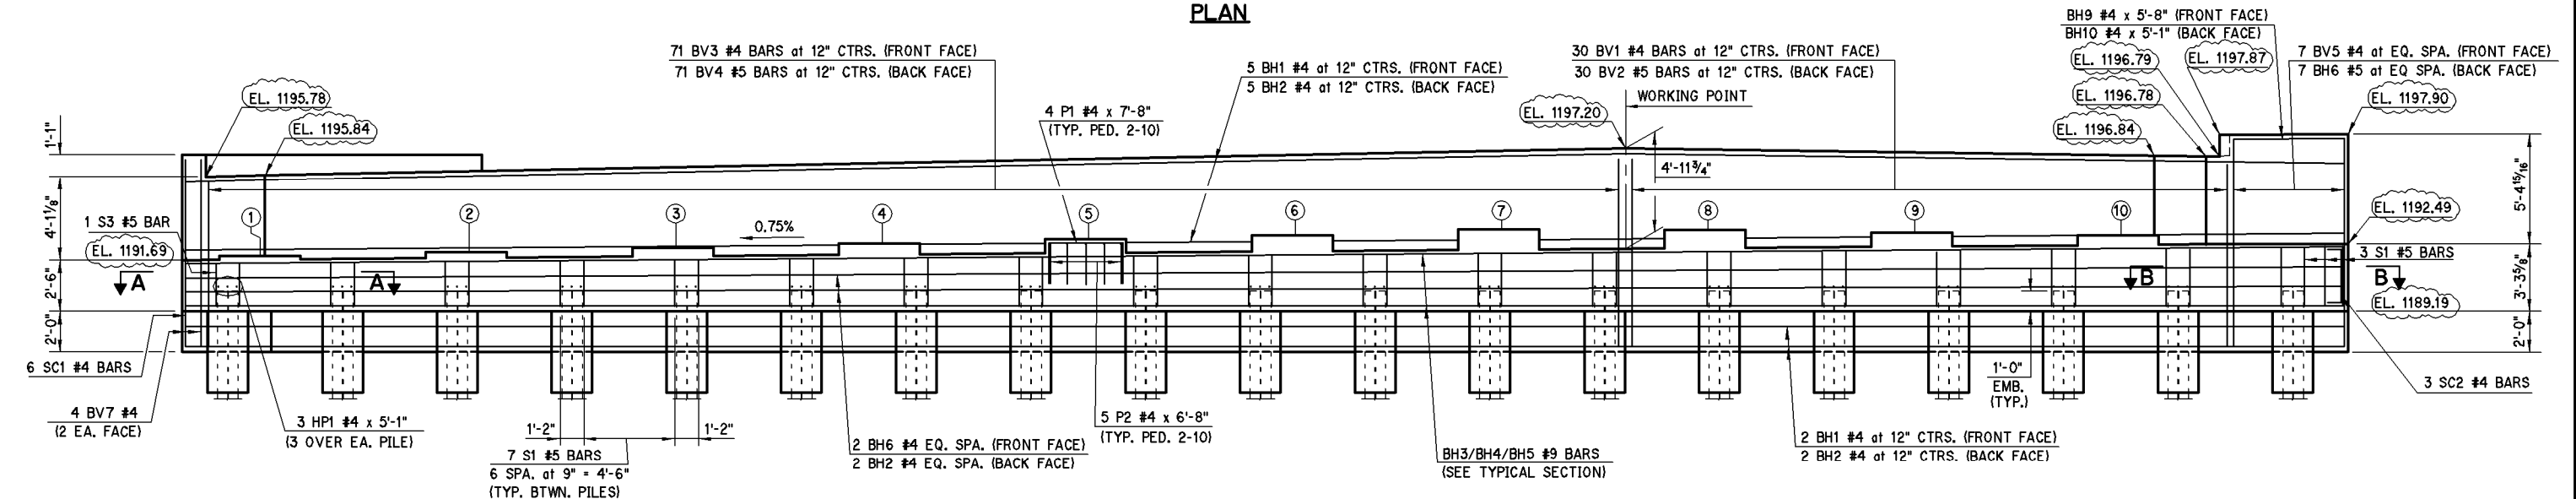 PLAN
BH9 #4 x 5'-8" (FRONT FACE)
BH10 #4 x 5'-1" (BACK FACE)
71 BV3 #4 BARS at 12" CTRS. (FRONT FACE)
71 BV4 #5 BARS at 12" CTRS. (BACK FACE)
30 BV1 #4 BARS at 12" CTRS. (FRONT FACE)
30 BV2 #5 BARS at 12" CTRS. (BACK FACE)
7 BV5 #4 at EQ. SPA. (FRONT FACE)
7 BH6 #5 at EQ SPA. (BACK FACE)
5 BH1 #4 at 12" CTRS. (FRONT FACE)
5 BH2 #4 at 12" CTRS. (BACK FACE)
EL. 1196.79
EL. 1197.87
EL. 1195.78
EL. 1196.78
EL. 1197.90
WORKING POINT
EL. 1197.20
4 P1 #4 x 7'-8"
(TYP. PED. 2-10)
EL. 1195.84
EL. 1196.84
1'-1"
4'-11¾"
4'-1⅛"
5'-4 15/16"
1 S3 #5 BAR
1
2
3
4
5
6
7
8
9
10
0.75%
EL. 1192.49
EL. 1191.69
3 S1 #5 BARS
A
A
B
B
2'-6"
3'-3⅝"
EL. 1189.19
2'-0"
2'-0"
6 SC1 #4 BARS
1'-0"
EMB.
(TYP.)
3 SC2 #4 BARS
4 BV7 #4
(2 EA. FACE)
3 HP1 #4 x 5'-1"
(3 OVER EA. PILE)
1'-2"
1'-2"
7 S1 #5 BARS
6 SPA. at 9" = 4'-6"
(TYP. BTWN. PILES)
2 BH6 #4 EQ. SPA. (FRONT FACE)
2 BH2 #4 EQ. SPA. (BACK FACE)
5 P2 #4 x 6'-8"
(TYP. PED. 2-10)
BH3/BH4/BH5 #9 BARS
(SEE TYPICAL SECTION)
2 BH1 #4 at 12" CTRS. (FRONT FACE)
2 BH2 #4 at 12" CTRS. (BACK FACE)